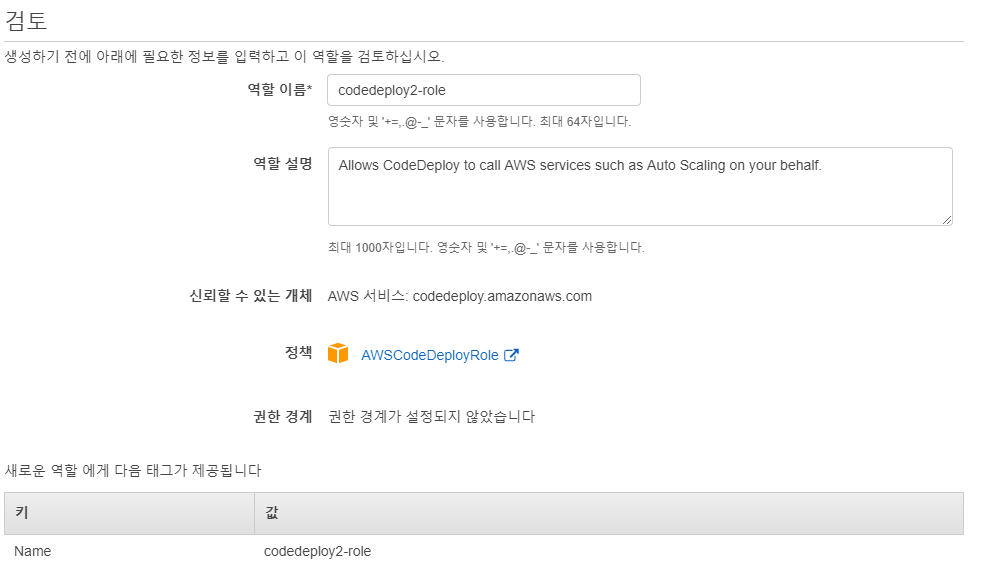 검토
생성하기 전에 아래에 필요한 정보를 입력하고 이 역할을 검토하십시오.
역할 이름* codedeploy2-role
영숫자 및 '+=,.@-_' 문자를 사용합니다. 최대 64자입니다.
역할 설명 Allows CodeDeploy to call AWS services such as Auto Scaling on your behalf.
최대 1000자입니다. 영숫자 및 '+=,.@-_' 문자를 사용합니다.
신뢰할 수 있는 개체 AWS 서비스: codedeploy.amazonaws.com
정책 AWSCodeDeployRole
권한 경계 권한 경계가 설정되지 않았습니다
새로운 역할 에게 다음 태그가 제공됩니다
키 값
Name codedeploy2-role